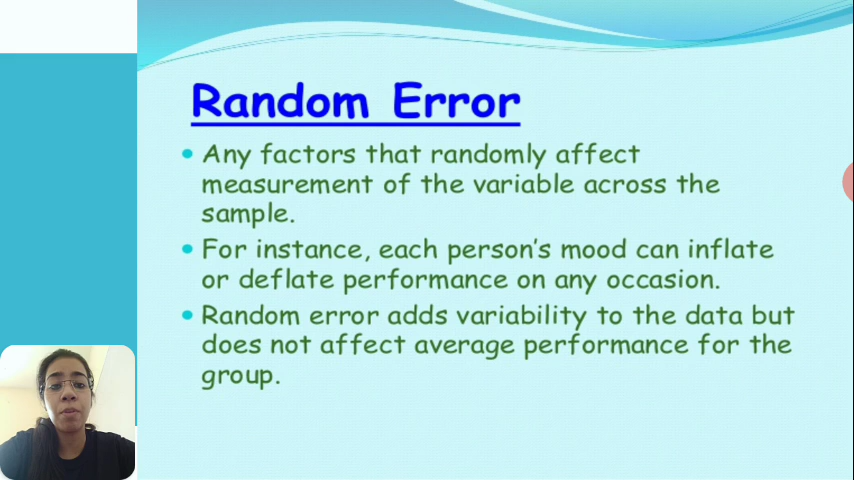 Random Error
Any factors that randomly affect
measurement of the variable across the
sample.
For instance, each person's mood can inflate
or deflate performance on any occasion.
Random error adds variability to the data but
does not affect average performance for the
group.